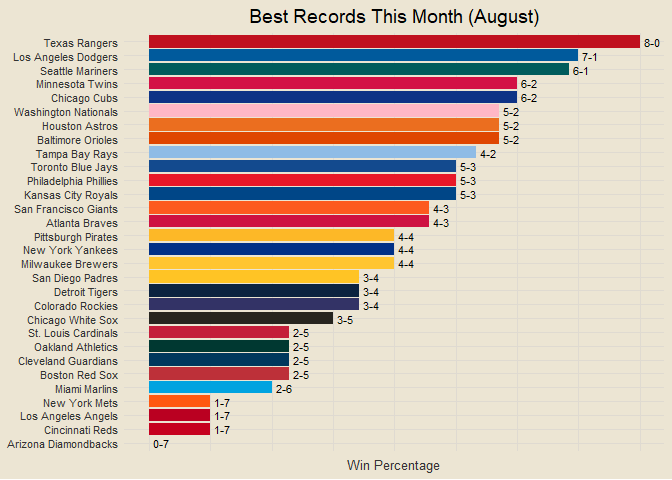 Best Records This Month (August)
Texas Rangers 8-0
Los Angeles Dodgers 7-1
Seattle Mariners 6-1
Minnesota Twins 6-2
Chicago Cubs 6-2
Washington Nationals 5-2
Houston Astros 5-2
Baltimore Orioles 5-2
Tampa Bay Rays 4-2
Toronto Blue Jays 5-3
Philadelphia Phillies 5-3
Kansas City Royals 5-3
San Francisco Giants 4-3
Atlanta Braves 4-3
Pittsburgh Pirates 4-4
New York Yankees 4-4
Milwaukee Brewers 4-4
San Diego Padres 3-4
Detroit Tigers 3-4
Colorado Rockies 3-4
Chicago White Sox 3-5
St. Louis Cardinals 2-5
Oakland Athletics 2-5
Cleveland Guardians 2-5
Boston Red Sox 2-5
Miami Marlins 2-6
New York Mets 1-7
Los Angeles Angels 1-7
Cincinnati Reds 1-7
Arizona Diamondbacks 0-7
Win Percentage